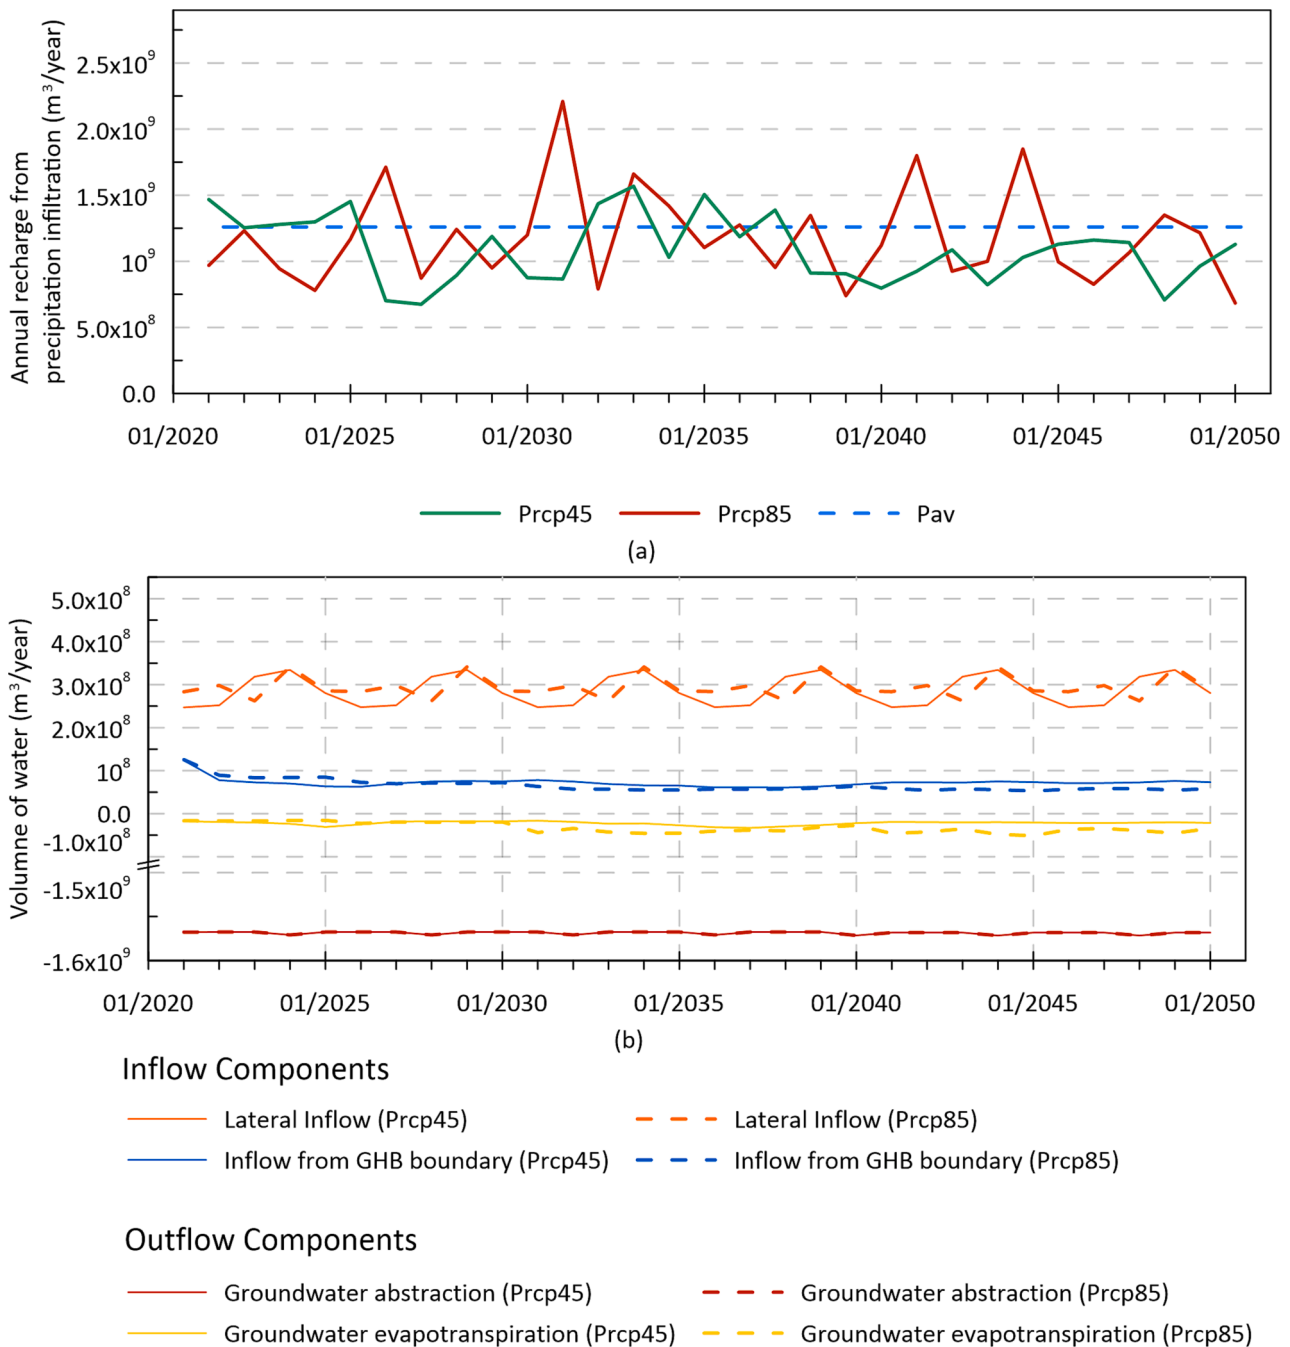 Annual recharge from
precipitation infiltration (m³/year)
2.5x10⁹
2.0x10⁹
1.5x10⁹
10⁹
5.0x10⁸
0.0
01/2020 01/2025 01/2030 01/2035 01/2040 01/2045 01/2050
Prcp45 Prcp85 Pav
(a)
Volumne of water (m³/year)
5.0x10⁸
4.0x10⁸
3.0x10⁸
2.0x10⁸
10⁸
0.0
-1.0x10⁸
-1.5x10⁹
-1.6x10⁹
01/2020 01/2025 01/2030 01/2035 01/2040 01/2045 01/2050
(b)
Inflow Components
Lateral Inflow (Prcp45) Lateral Inflow (Prcp85)
Inflow from GHB boundary (Prcp45) Inflow from GHB boundary (Prcp85)
Outflow Components
Groundwater abstraction (Prcp45) Groundwater abstraction (Prcp85)
Groundwater evapotranspiration (Prcp45) Groundwater evapotranspiration (Prcp85)